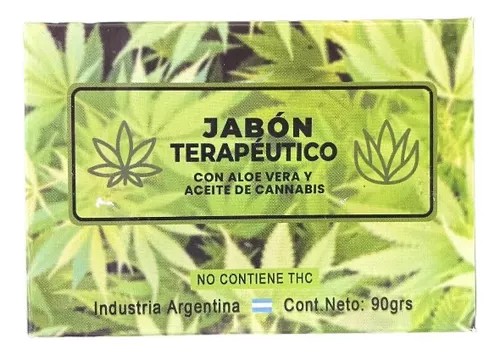 JABÓN
TERAPÉUTICO
CON ALOE VERA Y
ACEITE DE CANNABIS
NO CONTIENE THC
Industria Argentina Cont.Neto: 90grs